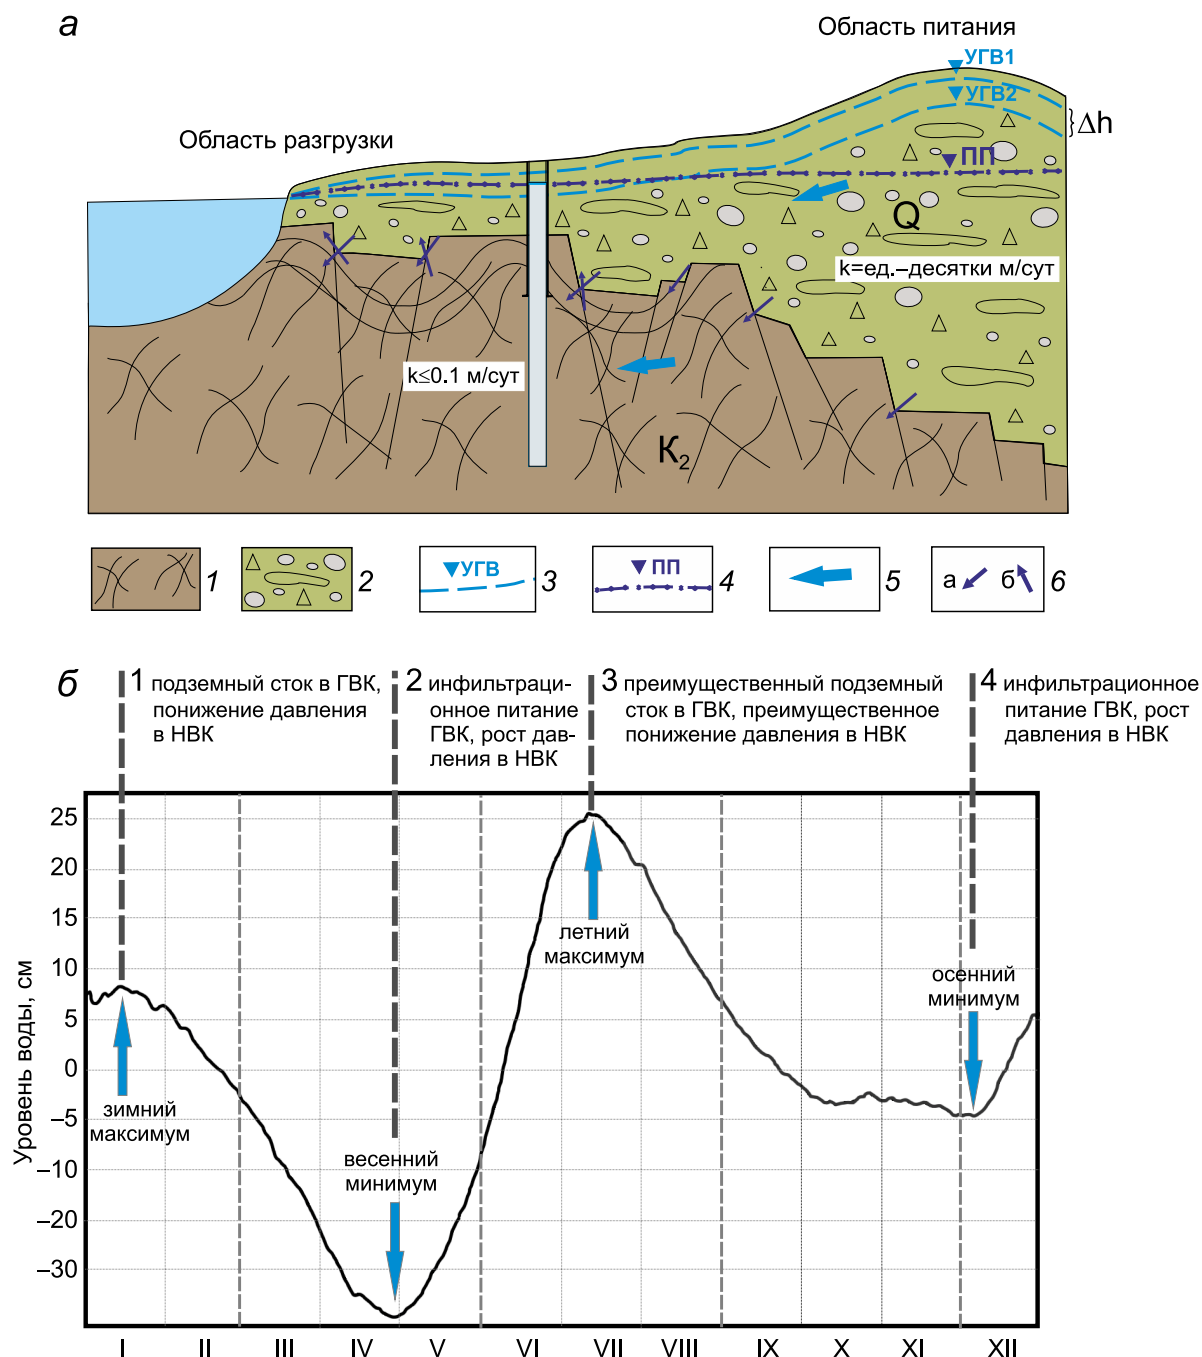 а
Область питания
УГВ1
УГВ2
Δh
Область разгрузки
ПП
Q
k=ед.–десятки м/сут
k≤0.1 м/сут
K₂
1
2
УГВ
3
ПП
4
5
а
б
6
б
1 подземный сток в ГВК,
понижение давления
в НВК
2 инфильтраци-
онное питание
ГВК, рост дав-
ления в НВК
3 преимущественный подземный
сток в ГВК, преимущественное
понижение давления в НВК
4 инфильтрационное
питание ГВК, рост
давления в НВК
Уровень воды, см
25
20
15
10
5
0
–5
–10
–20
–30
зимний
максимум
весенний
минимум
летний
максимум
осенний
минимум
I II III IV V VI VII VIII IX X XI XII